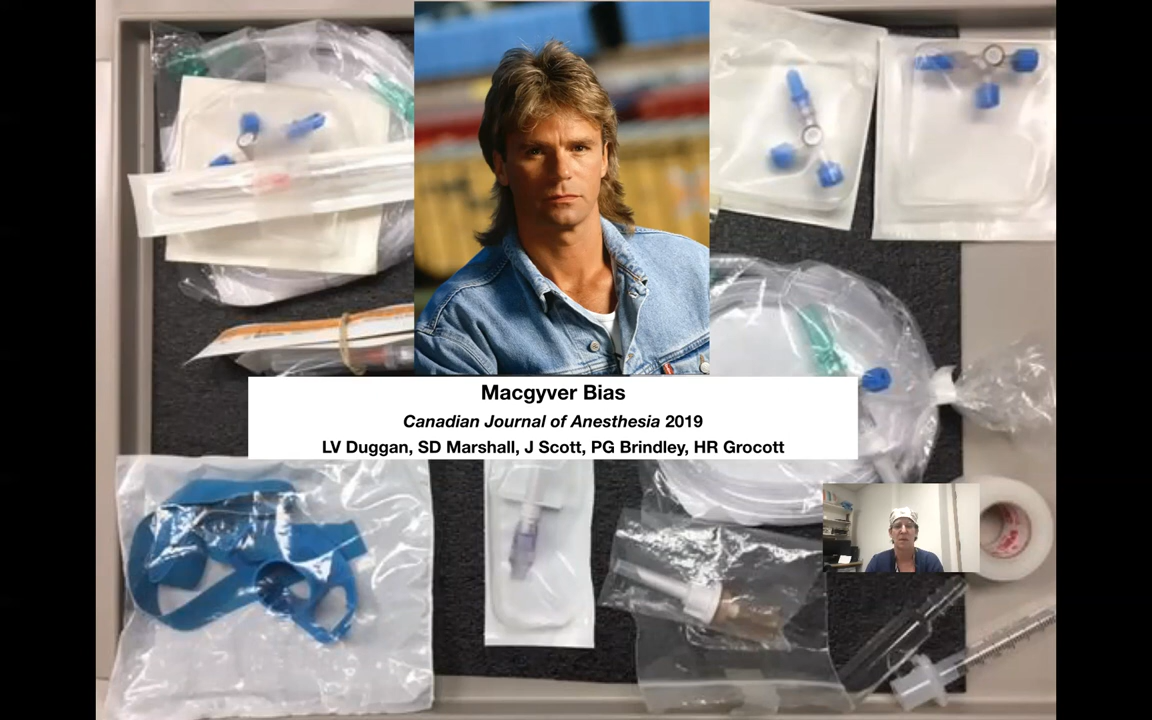 Macgyver Bias
Canadian Journal of Anesthesia 2019
LV Duggan, SD Marshall, J Scott, PG Brindley, HR Grocott